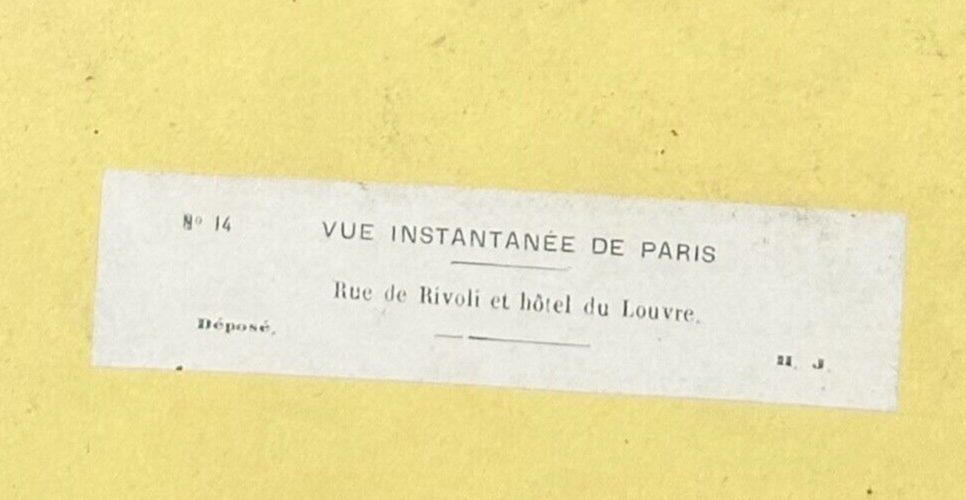 No 14
VUE INSTANTANÉE DE PARIS
Rue de Rivoli et hôtel du Louvre.
Déposé.
H. J.